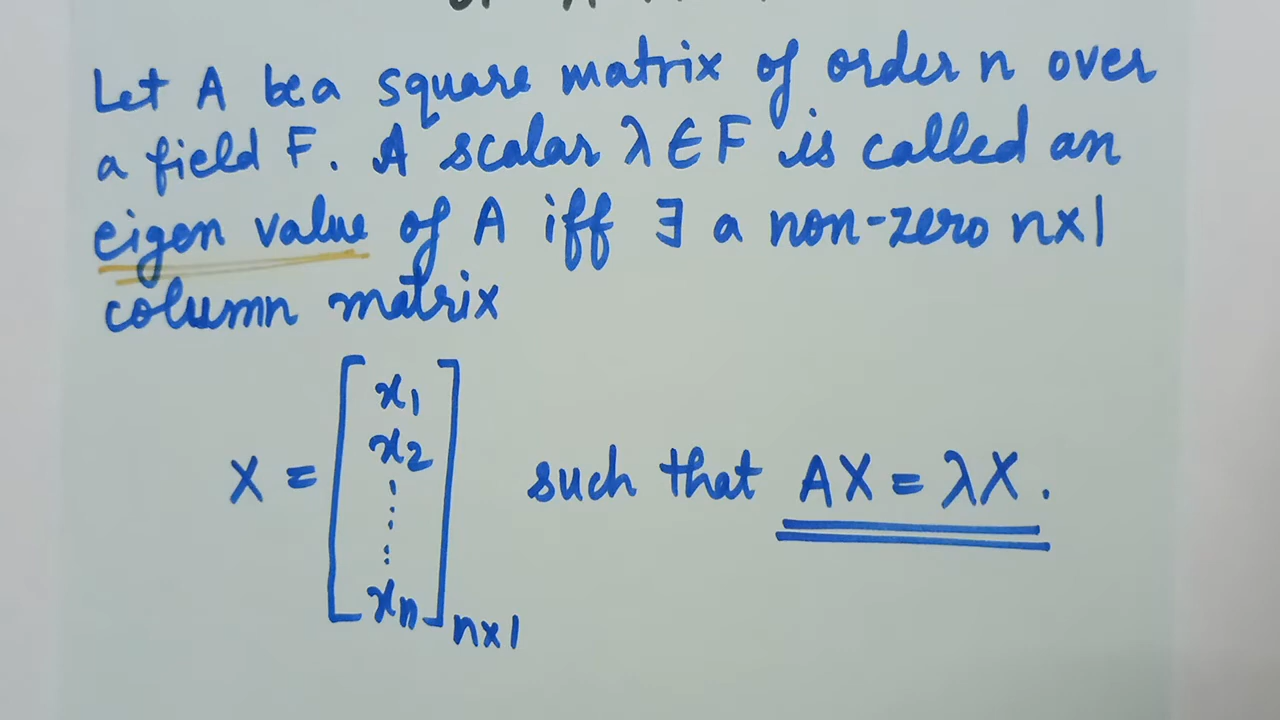 Let A be a square matrix of order n over
a field F. A scalar λ ∈ F is called an
eigen value of A iff ∃ a non-zero n×1
column matrix
X = [x₁ x₂ ⋮ xₙ]ₙₓ₁ such that AX = λX.